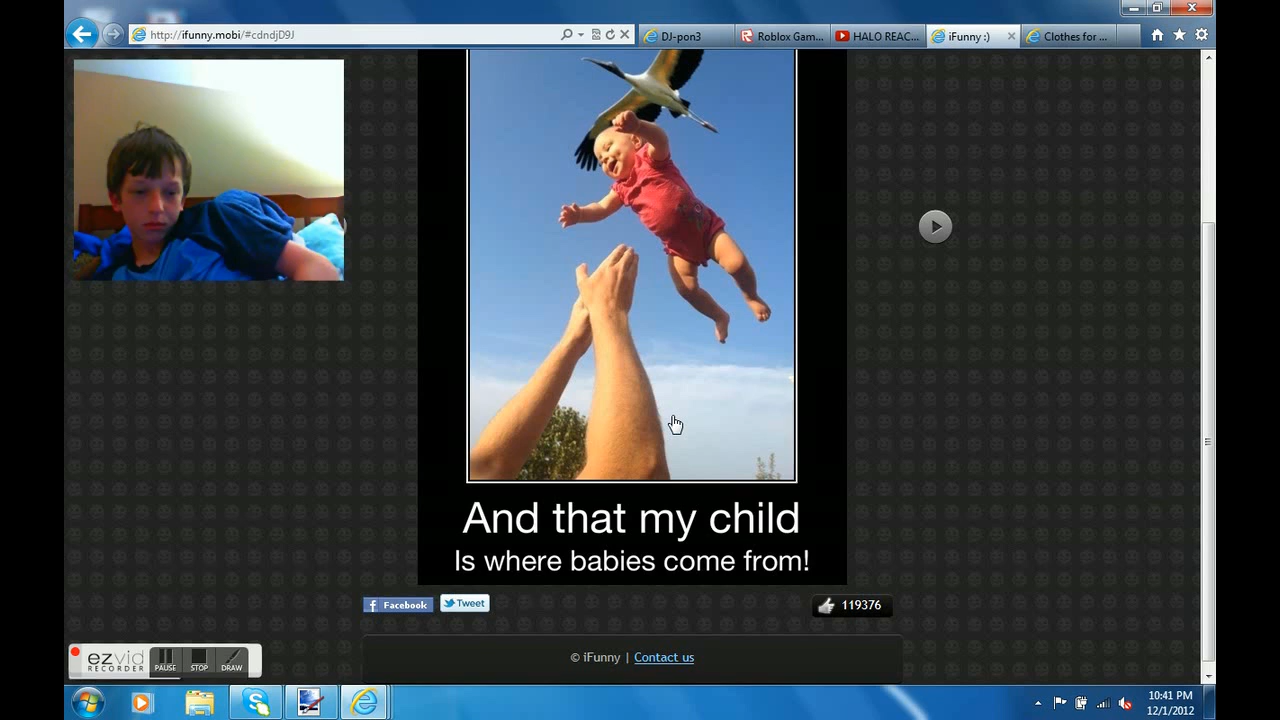 http://ifunny.mobi/#cdndjD9J
DJ-pon3
Roblox Gam...
HALO REAC...
iFunny :)
Clothes for ...
And that my child
Is where babies come from!
Facebook
Tweet
119376
© iFunny | Contact us
ezvid
RECORDER
PAUSE
STOP
DRAW
10:41 PM
12/1/2012